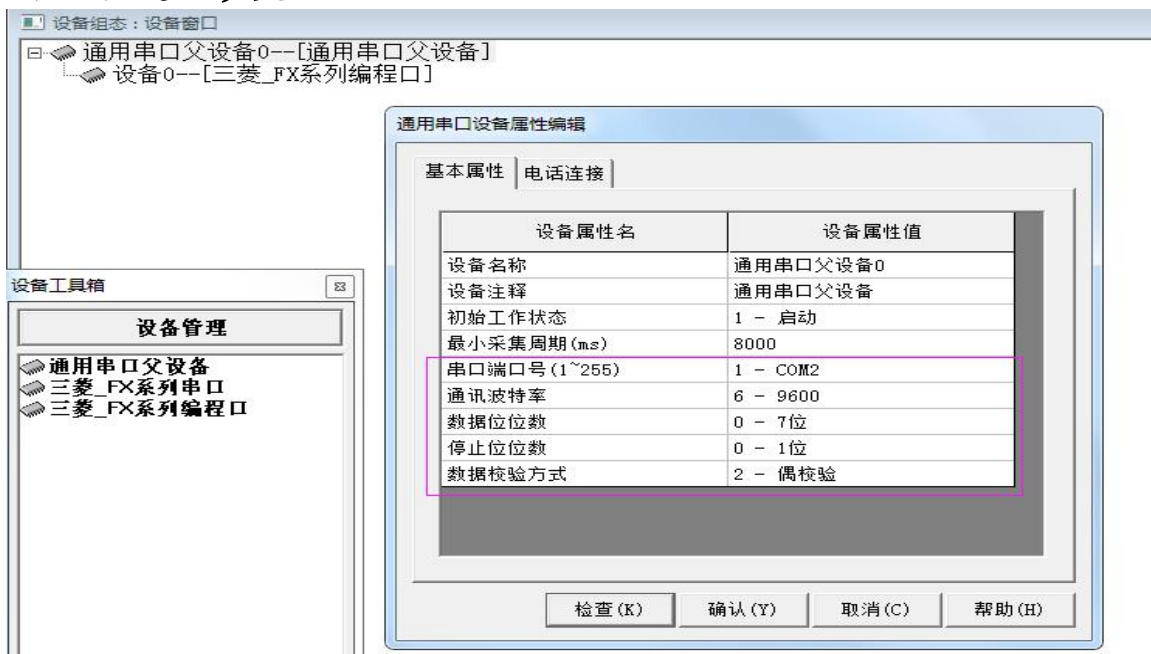 设备组态：设备窗口
通用串口父设备0--[通用串口父设备]
设备0--[三菱_FX系列编程口]
通用串口设备属性编辑
基本属性 电话连接
设备属性名 设备属性值
设备名称 通用串口父设备0
设备注释 通用串口父设备
初始工作状态 1 - 启动
最小采集周期(ms) 8000
串口端口号(1~255) 1 - COM2
通讯波特率 6 - 9600
数据位位数 0 - 7位
停止位位数 0 - 1位
数据校验方式 2 - 偶校验
检查(K) 确认(Y) 取消(C) 帮助(H)
设备工具箱
设备管理
通用串口父设备
三菱_FX系列串口
三菱_FX系列编程口